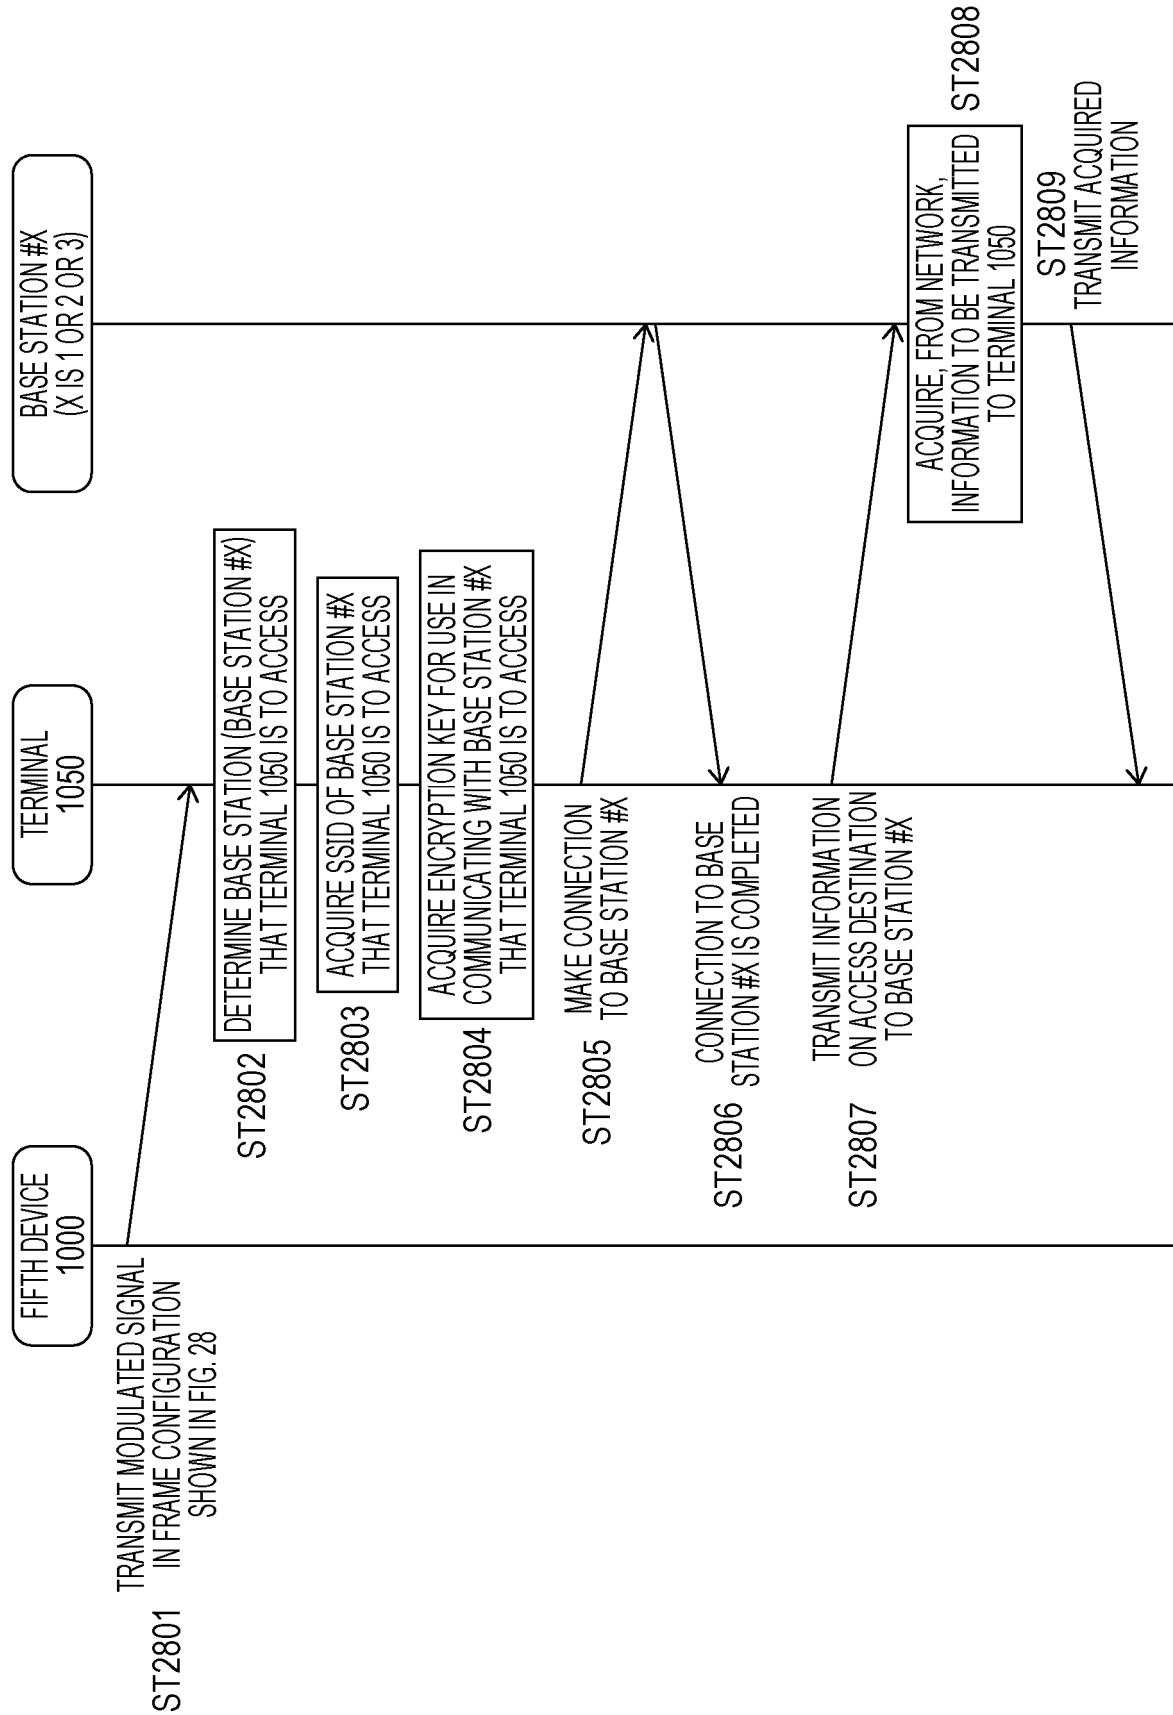 FIFTH DEVICE
1000
TERMINAL
1050
BASE STATION #X
(X IS 1 OR 2 OR 3)
ST2801
TRANSMIT MODULATED SIGNAL
IN FRAME CONFIGURATION
SHOWN IN FIG. 28
ST2802
DETERMINE BASE STATION (BASE STATION #X)
THAT TERMINAL 1050 IS TO ACCESS
ST2803
ACQUIRE SSID OF BASE STATION #X
THAT TERMINAL 1050 IS TO ACCESS
ST2804
ACQUIRE ENCRYPTION KEY FOR USE IN
COMMUNICATING WITH BASE STATION #X
THAT TERMINAL 1050 IS TO ACCESS
ST2805
MAKE CONNECTION
TO BASE STATION #X
ST2806
CONNECTION TO BASE
STATION #X IS COMPLETED
ST2807
TRANSMIT INFORMATION
ON ACCESS DESTINATION
TO BASE STATION #X
ACQUIRE, FROM NETWORK,
INFORMATION TO BE TRANSMITTED
TO TERMINAL 1050
ST2808
ST2809
TRANSMIT ACQUIRED
INFORMATION